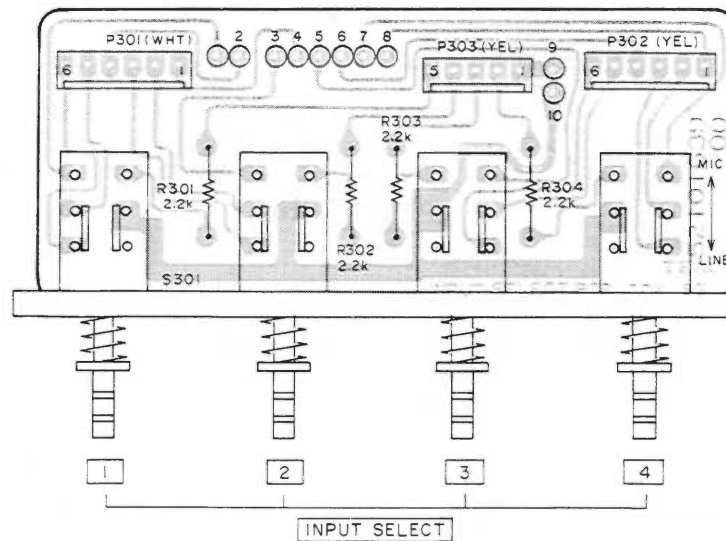 P301 (WHT)
2
3 4 5 6 7 8
P303 (YEL)
9
P302 (YEL)
6
1
5
1
6
1
10
R303
2.2k
MIC
R301
2.2k
R304
2.2k
R302
2.2k
LINE
S301
1
2
3
4
INPUT SELECT